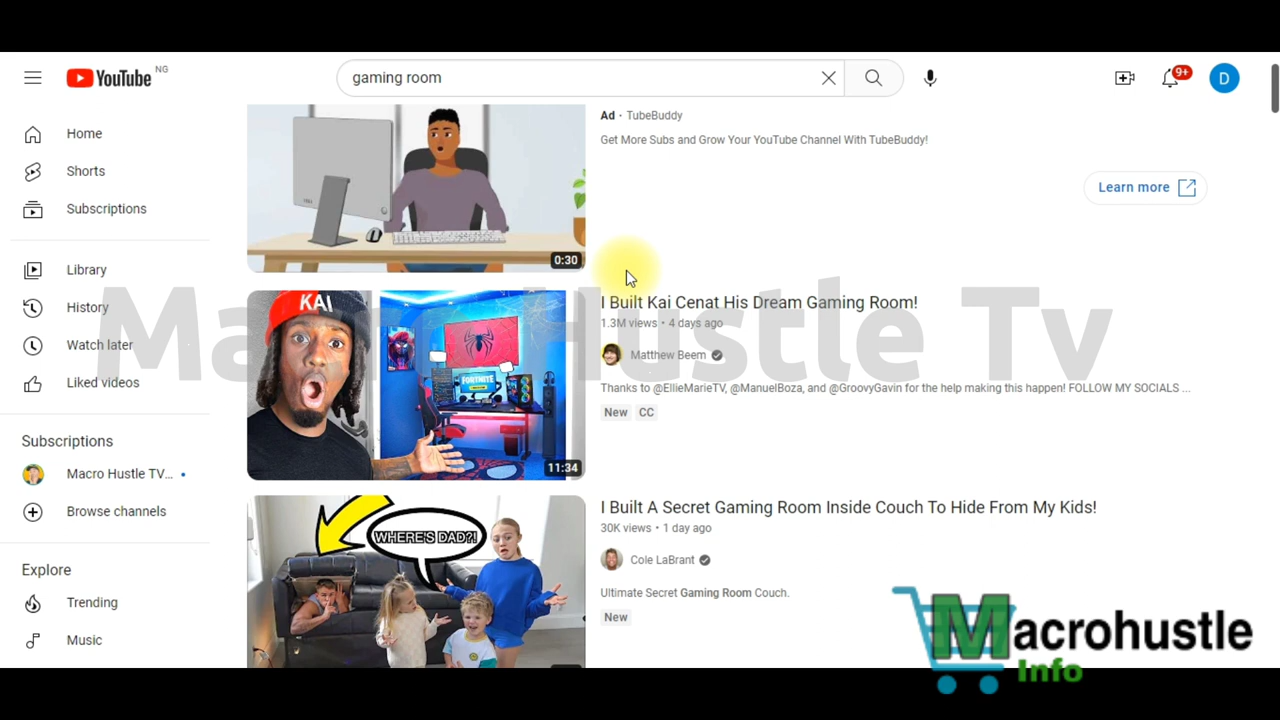 YouTube NG
gaming room
9+
D
Home
Shorts
Subscriptions
Library
History
Watch later
Liked videos
Subscriptions
Macro Hustle TV...
Browse channels
Explore
Trending
Music
0:30
Ad · TubeBuddy
Get More Subs and Grow Your YouTube Channel With TubeBuddy!
Learn more
KAI
FORTNITE
11:34
I Built Kai Cenat His Dream Gaming Room!
1.3M views • 4 days ago
Matthew Beem
Thanks to @EllieMarieTV, @ManuelBoza, and @GroovyGavin for the help making this happen! FOLLOW MY SOCIALS ...
New CC
WHERE'S DAD?!
I Built A Secret Gaming Room Inside Couch To Hide From My Kids!
30K views • 1 day ago
Cole LaBrant
Ultimate Secret Gaming Room Couch.
New
Macro Hustle Tv
Macrohustle
Info